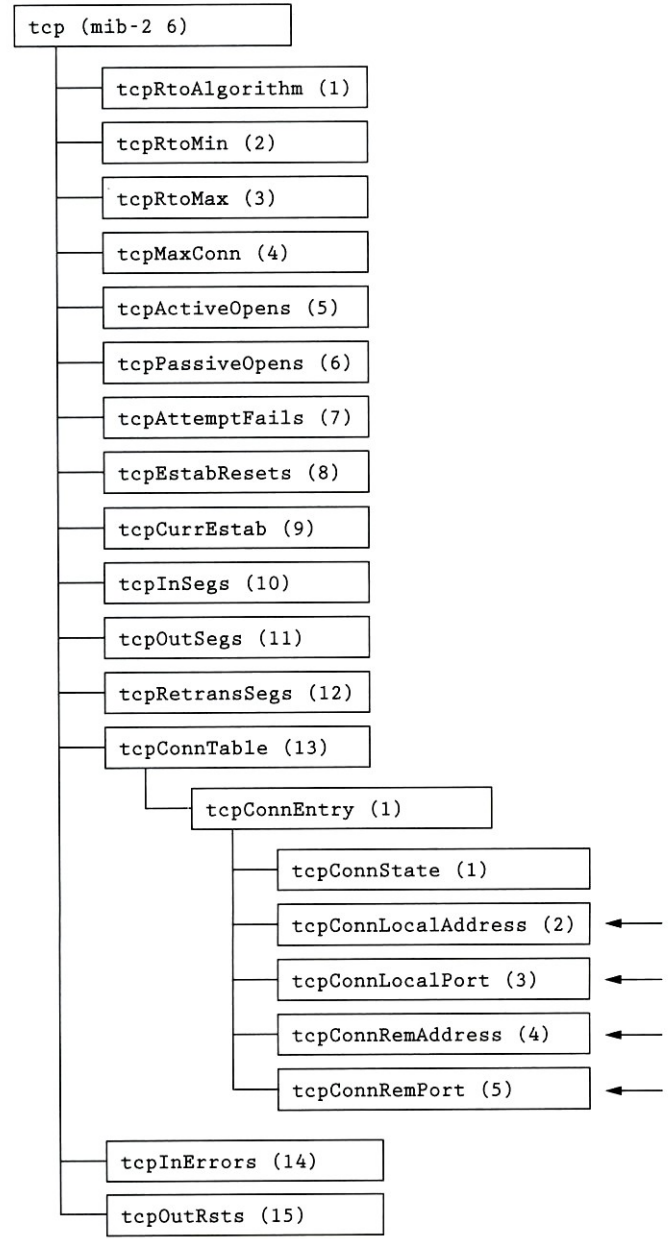 tcp (mib-2 6)
tcpRtoAlgorithm (1)
tcpRtoMin (2)
tcpRtoMax (3)
tcpMaxConn (4)
tcpActiveOpens (5)
tcpPassiveOpens (6)
tcpAttemptFails (7)
tcpEstabResets (8)
tcpCurrEstab (9)
tcpInSegs (10)
tcpOutSegs (11)
tcpRetransSegs (12)
tcpConnTable (13)
tcpConnEntry (1)
tcpConnState (1)
tcpConnLocalAddress (2)
tcpConnLocalPort (3)
tcpConnRemAddress (4)
tcpConnRemPort (5)
tcpInErrors (14)
tcpOutRsts (15)